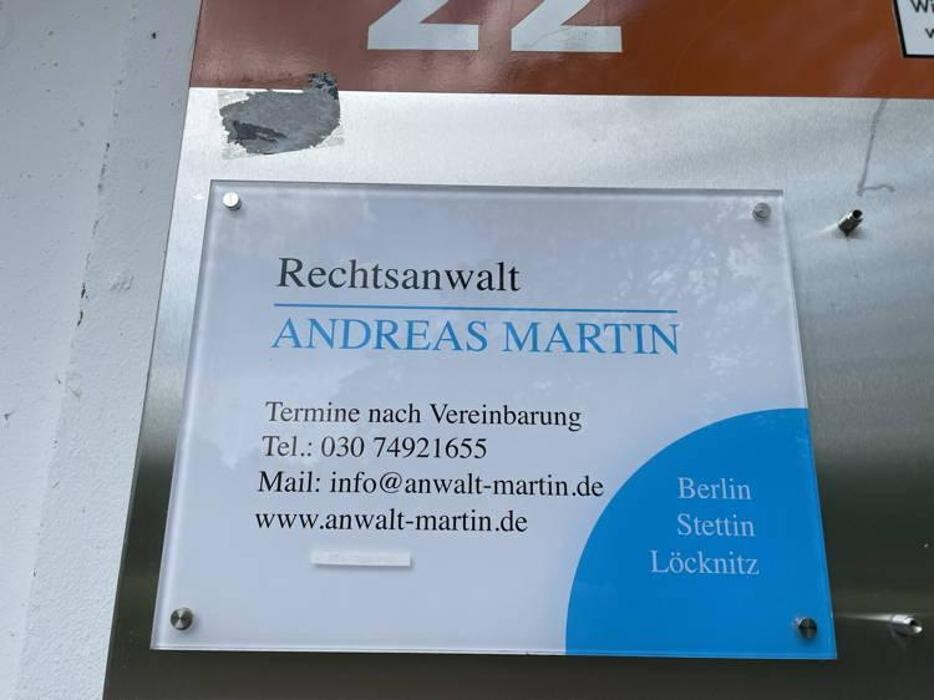 22
Wi
Rechtsanwalt
ANDREAS MARTIN
Termine nach Vereinbarung
Tel.: 030 74921655
Mail: info@anwalt-martin.de
www.anwalt-martin.de
Berlin
Stettin
Löcknitz